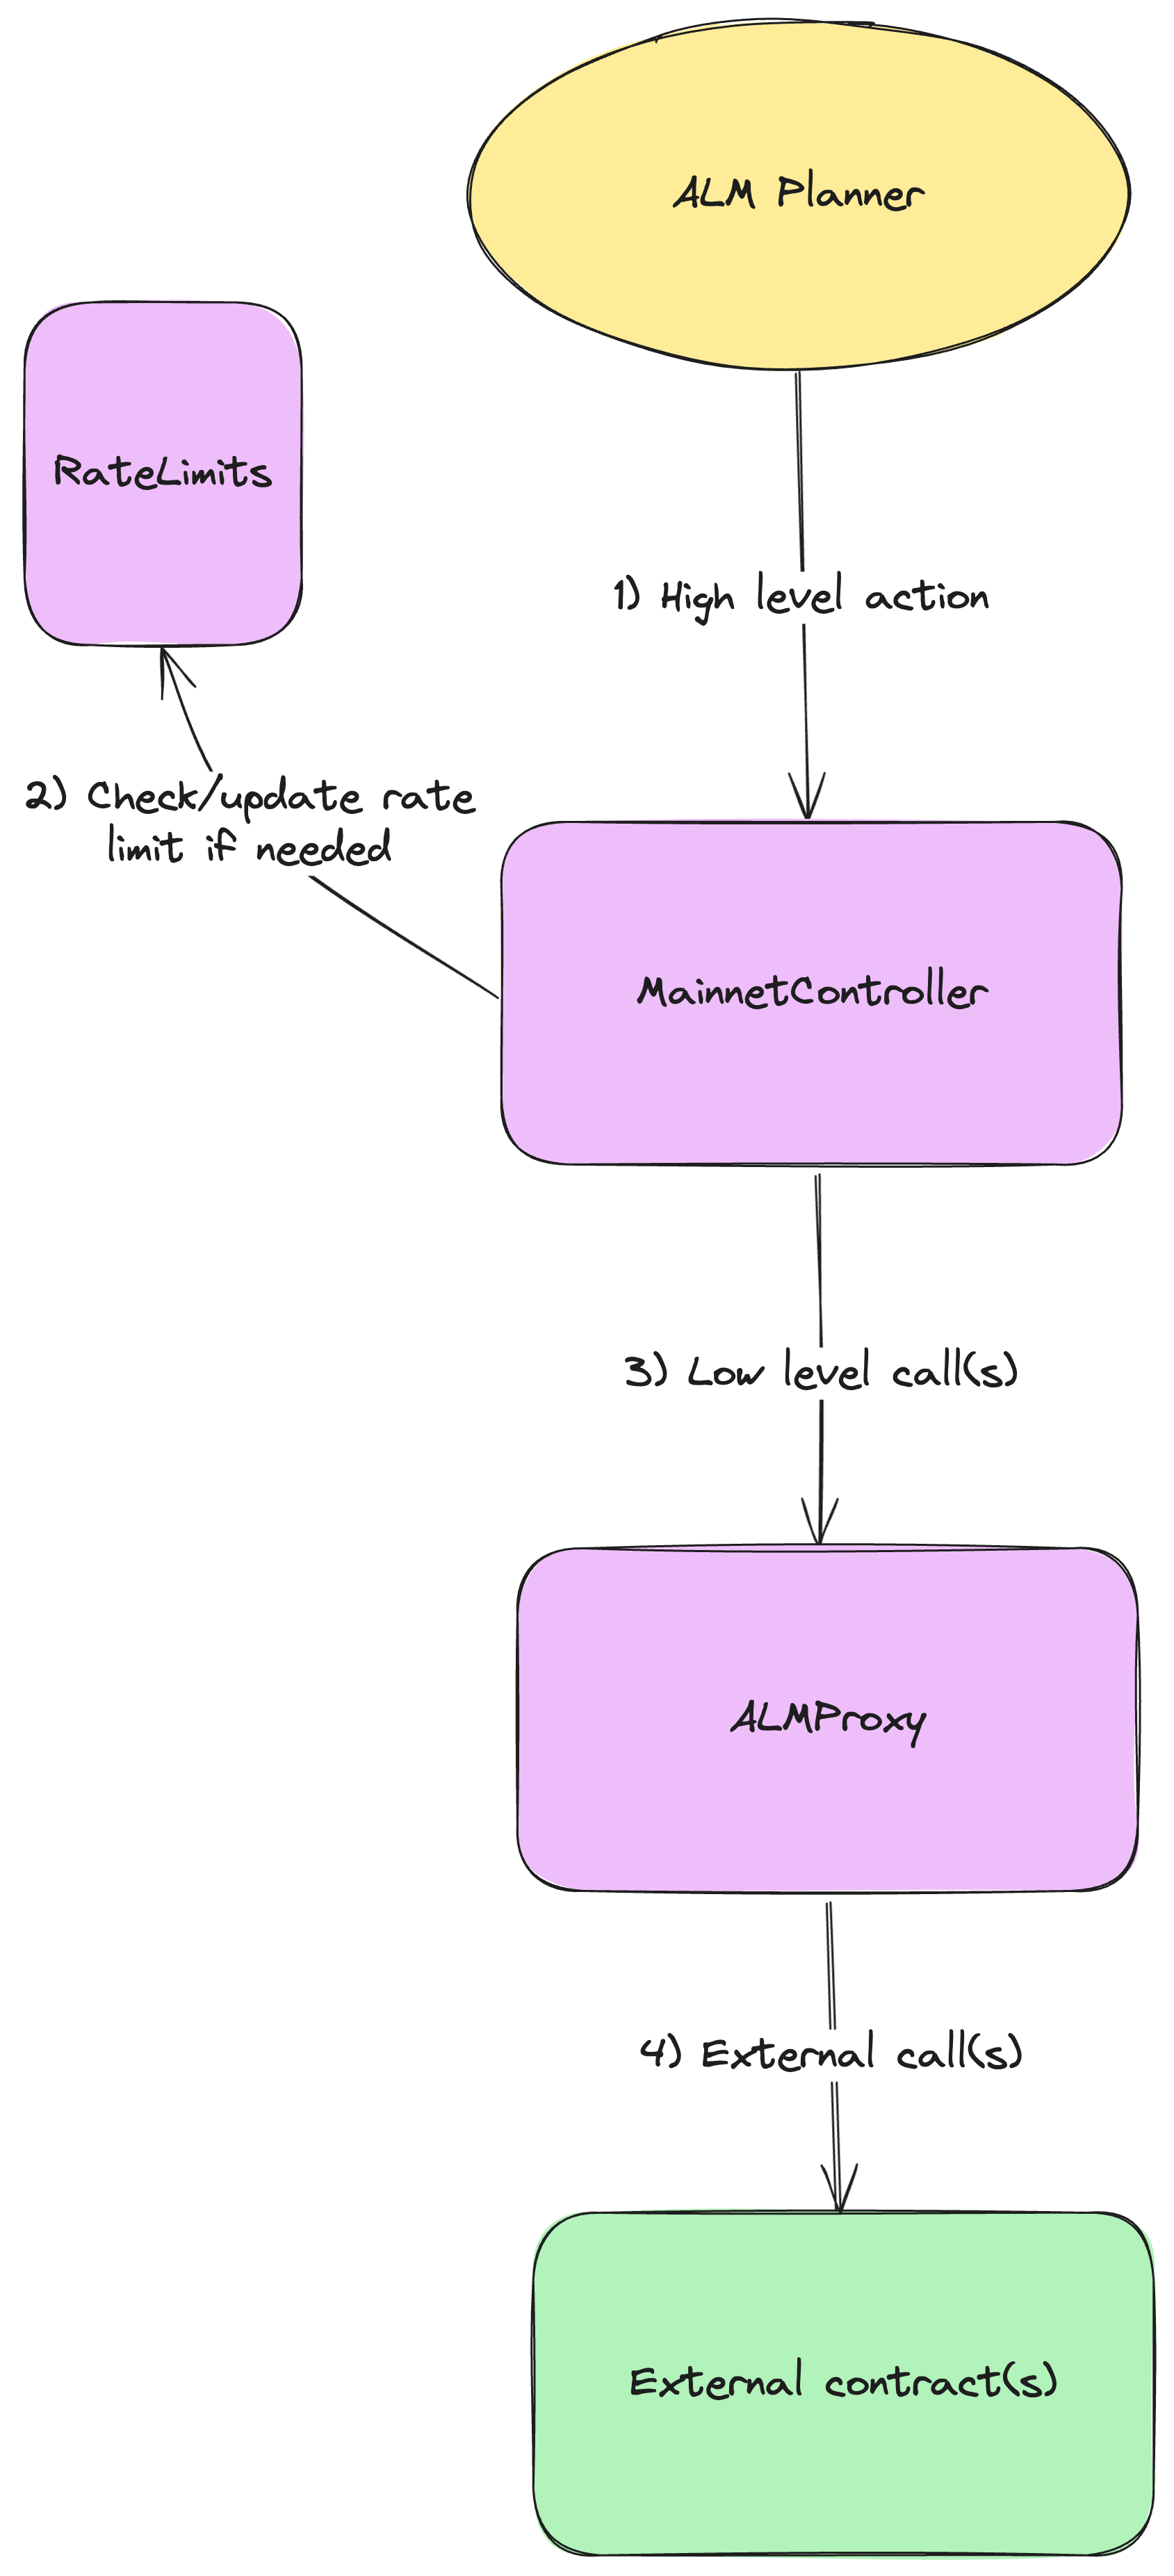 ALM Planner
RateLimits
1) High level action
2) Check/update rate
limit if needed
MainnetController
3) Low level call(s)
ALMProxy
4) External call(s)
External contract(s)